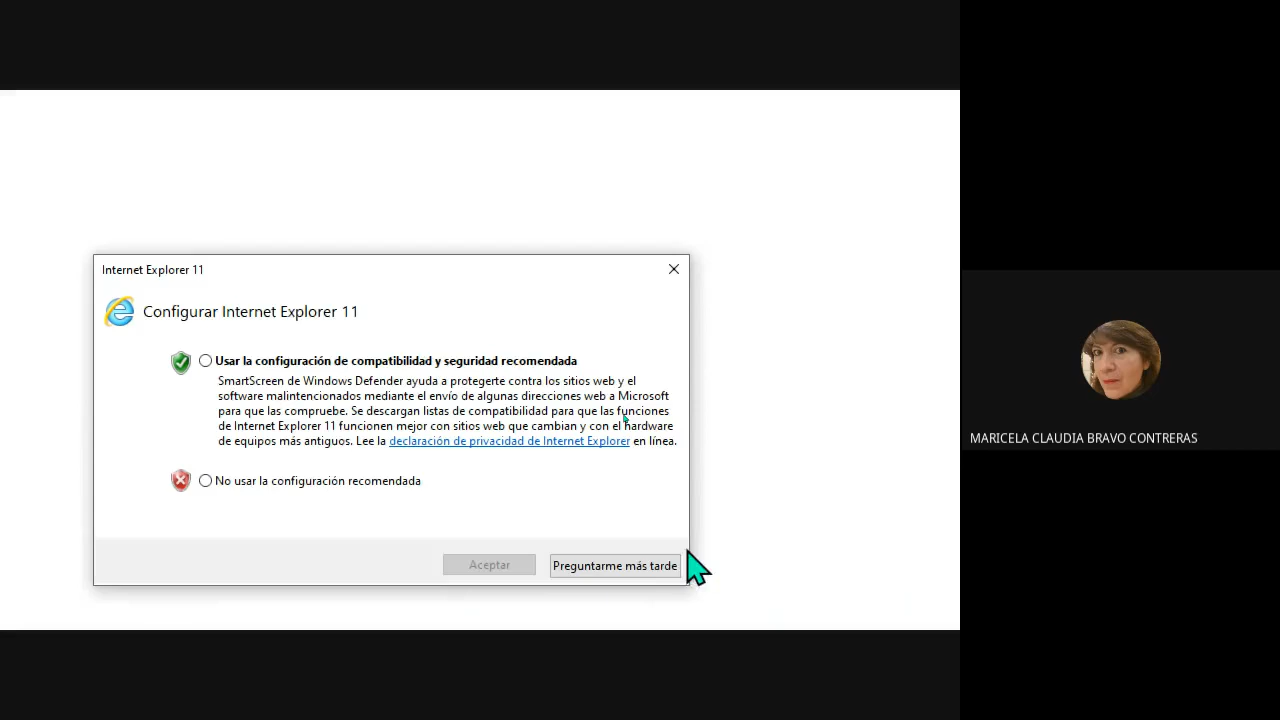 Internet Explorer 11
Configurar Internet Explorer 11
Usar la configuración de compatibilidad y seguridad recomendada
SmartScreen de Windows Defender ayuda a protegerte contra los sitios web y el
software malintencionados mediante el envío de algunas direcciones web a Microsoft
para que las compruebe. Se descargan listas de compatibilidad para que las funciones
de Internet Explorer 11 funcionen mejor con sitios web que cambian y con el hardware
de equipos más antiguos. Lee la declaración de privacidad de Internet Explorer en línea.
No usar la configuración recomendada
Aceptar
Preguntarme más tarde
MARICELA CLAUDIA BRAVO CONTRERAS